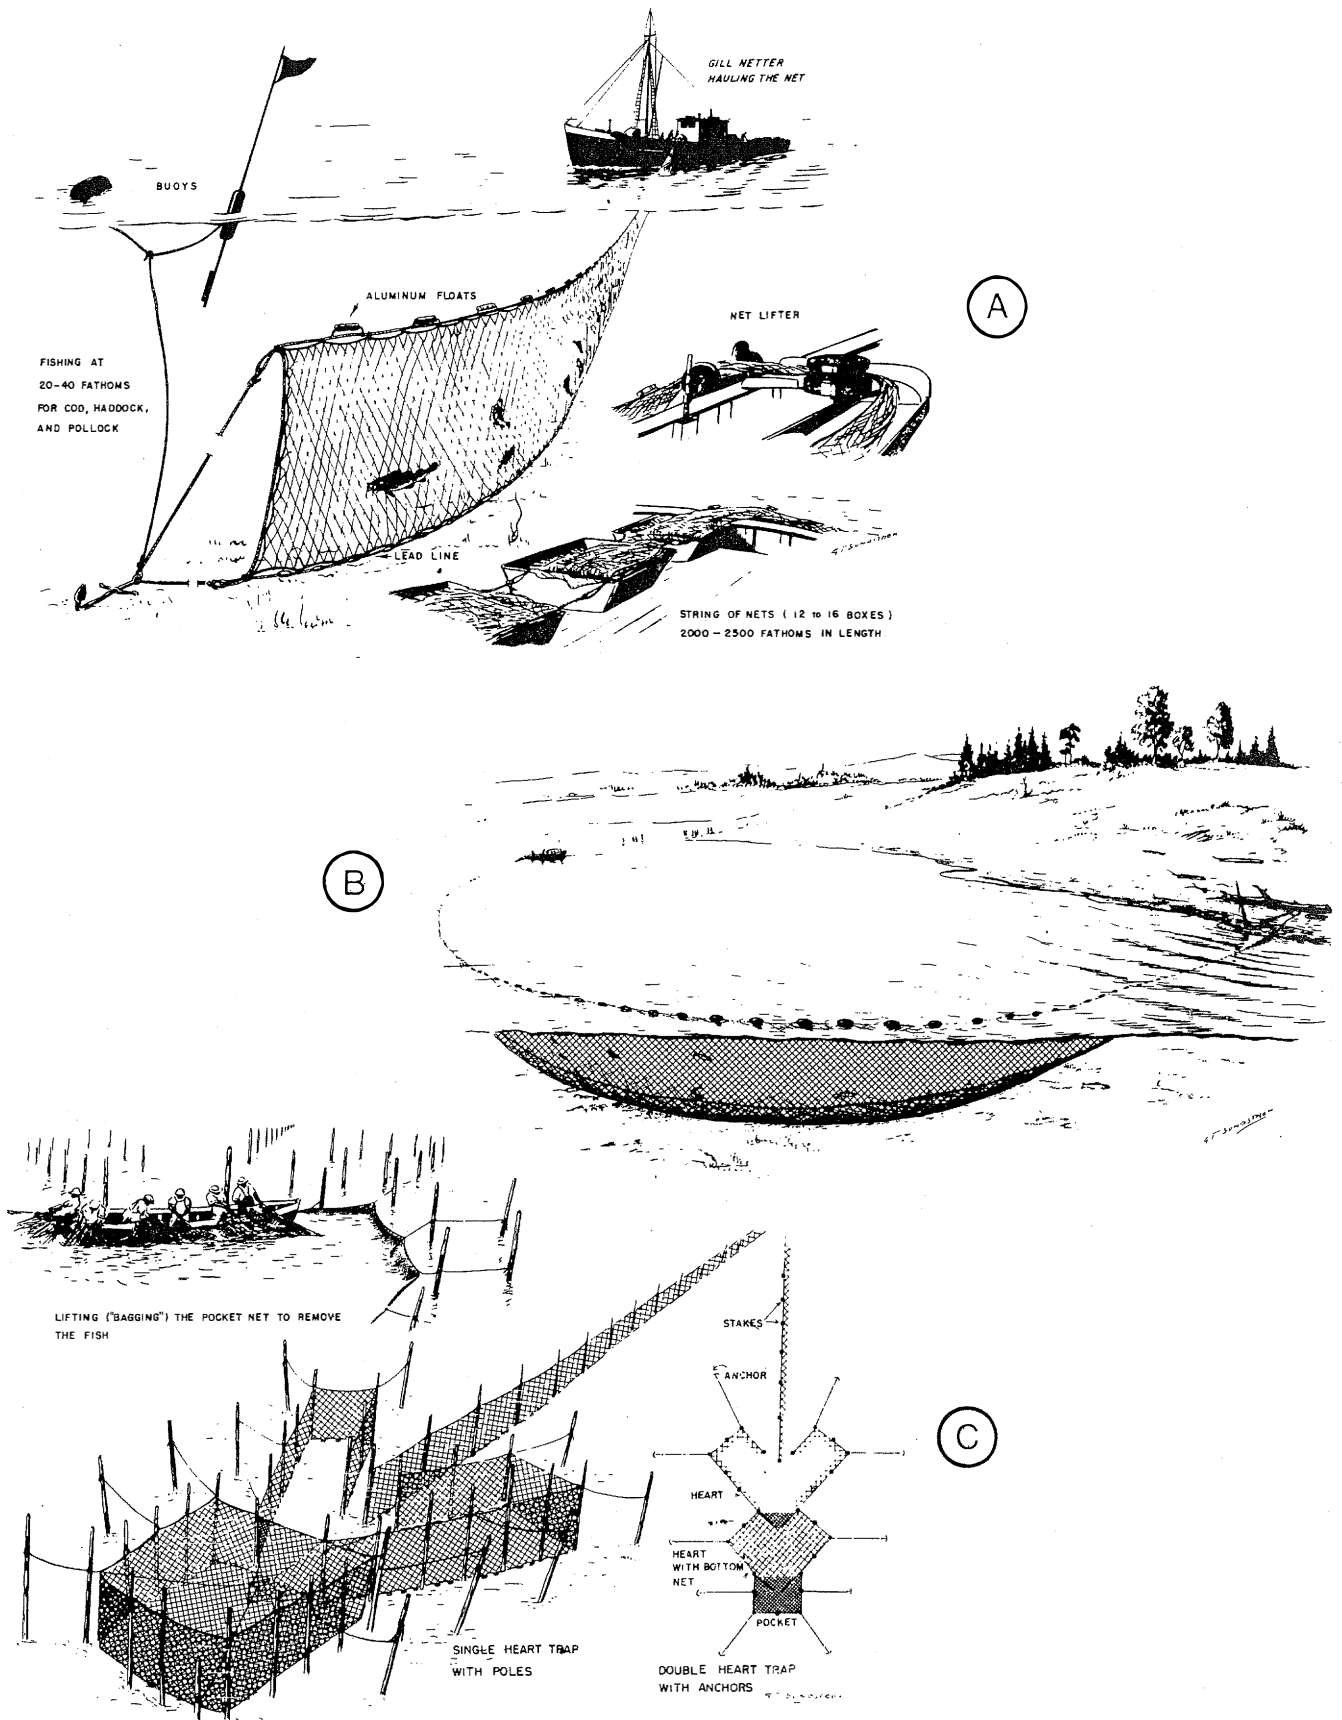 GILL NETTER
HAULING THE NET
BUOYS
ALUMINUM FLOATS
A
NET LIFTER
FISHING AT
20-40 FATHOMS
FOR COD, HADDOCK,
AND POLLOCK
LEAD LINE
STRING OF NETS ( 12 to 16 BOXES )
2000 - 2500 FATHOMS IN LENGTH
B
LIFTING ("BAGGING") THE POCKET NET TO REMOVE
THE FISH
STAKES
ANCHOR
C
HEART
HEART
WITH BOTTOM
NET
POCKET
SINGLE HEART TRAP
WITH POLES
DOUBLE HEART TRAP
WITH ANCHORS